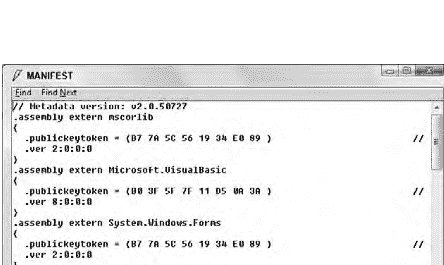 MANIFEST
Find Find Next
// Metadata version: v2.0.50727
.assembly extern mscorlib
{
.publickeytoken = (B7 7A 5C 56 19 34 E0 89 ) //
.ver 2:0:0:0
}
.assembly extern Microsoft.VisualBasic
{
.publickeytoken = (B0 3F 5F 7F 11 D5 0A 3A ) //
.ver 8:0:0:0
}
.assembly extern System.Windows.Forms
{
.publickeytoken = (B7 7A 5C 56 19 34 E0 89 ) //
.ver 2:0:0:0
}